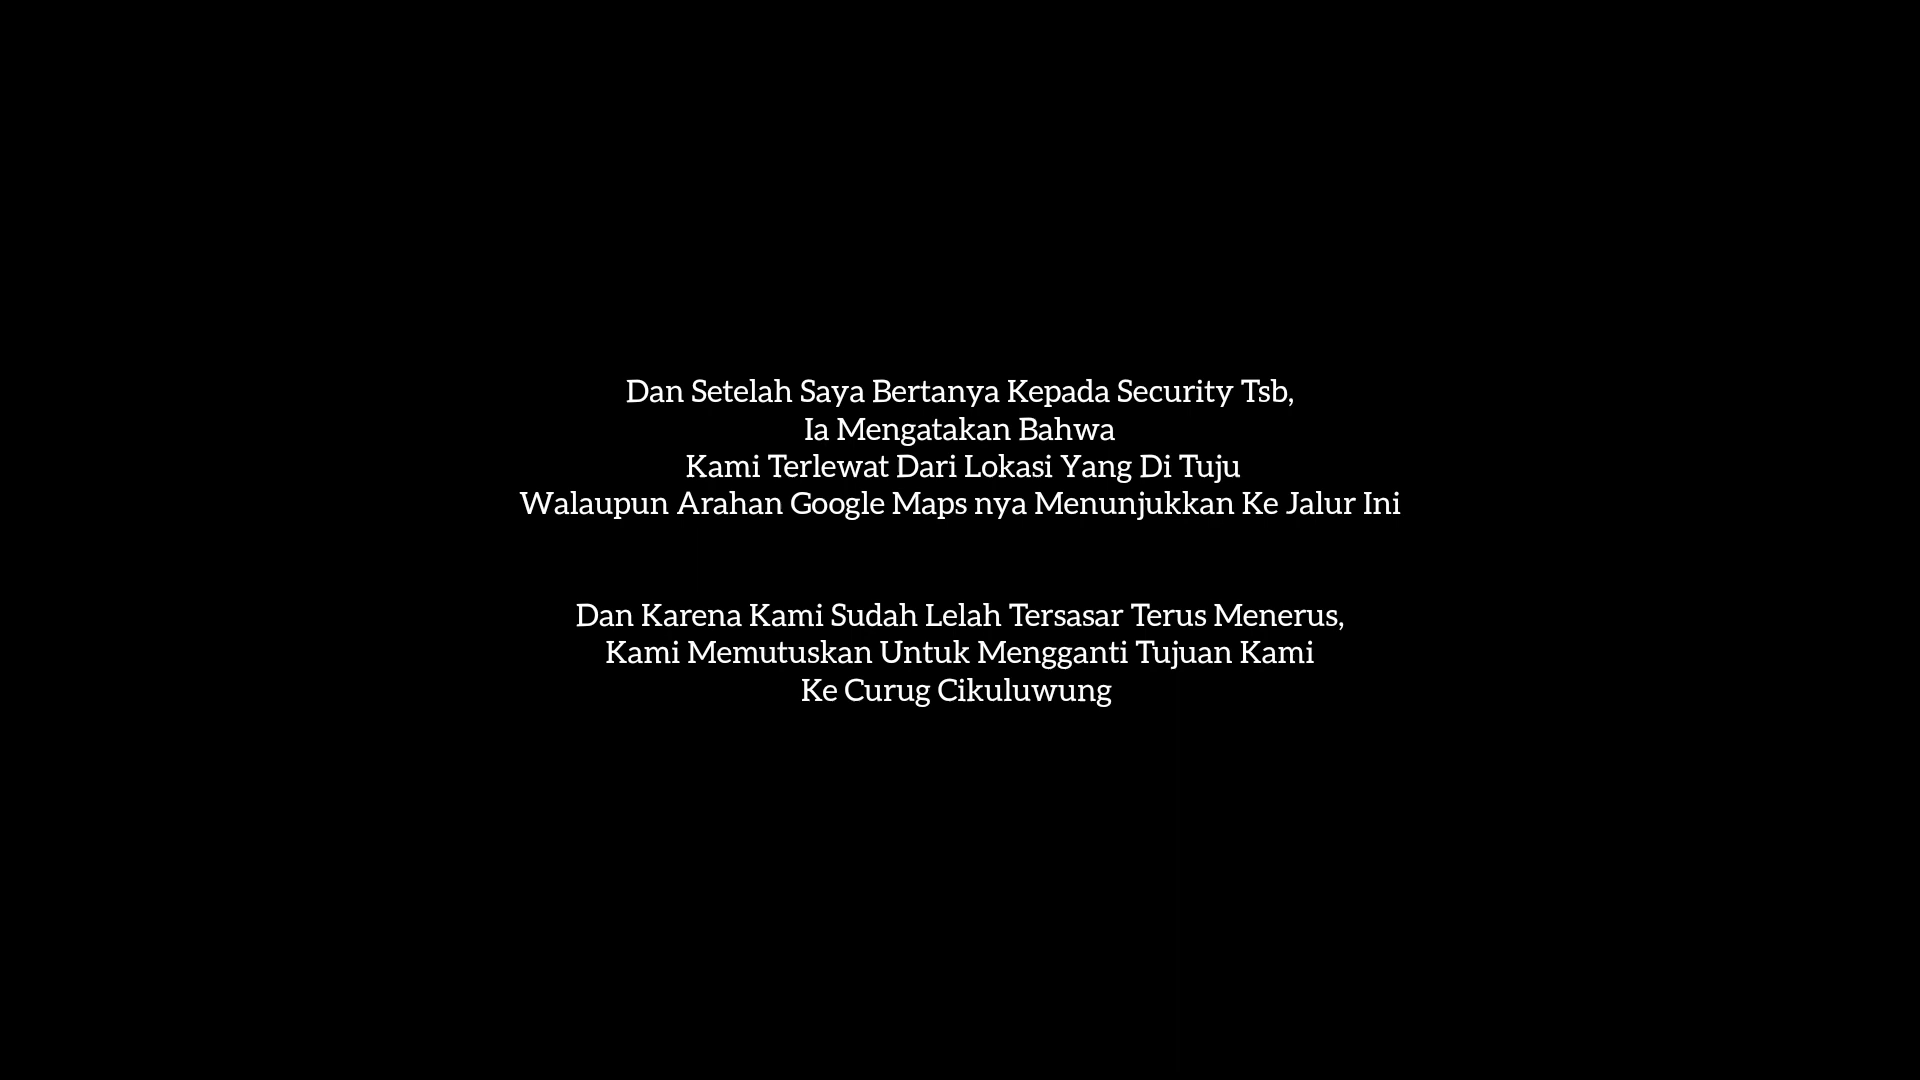 Dan Setelah Saya Bertanya Kepada Security Tsb,
Ia Mengatakan Bahwa
Kami Terlewat Dari Lokasi Yang Di Tuju
Walaupun Arahan Google Maps nya Menunjukkan Ke Jalur Ini
Dan Karena Kami Sudah Lelah Tersasar Terus Menerus,
Kami Memutuskan Untuk Mengganti Tujuan Kami
Ke Curug Cikuluwung